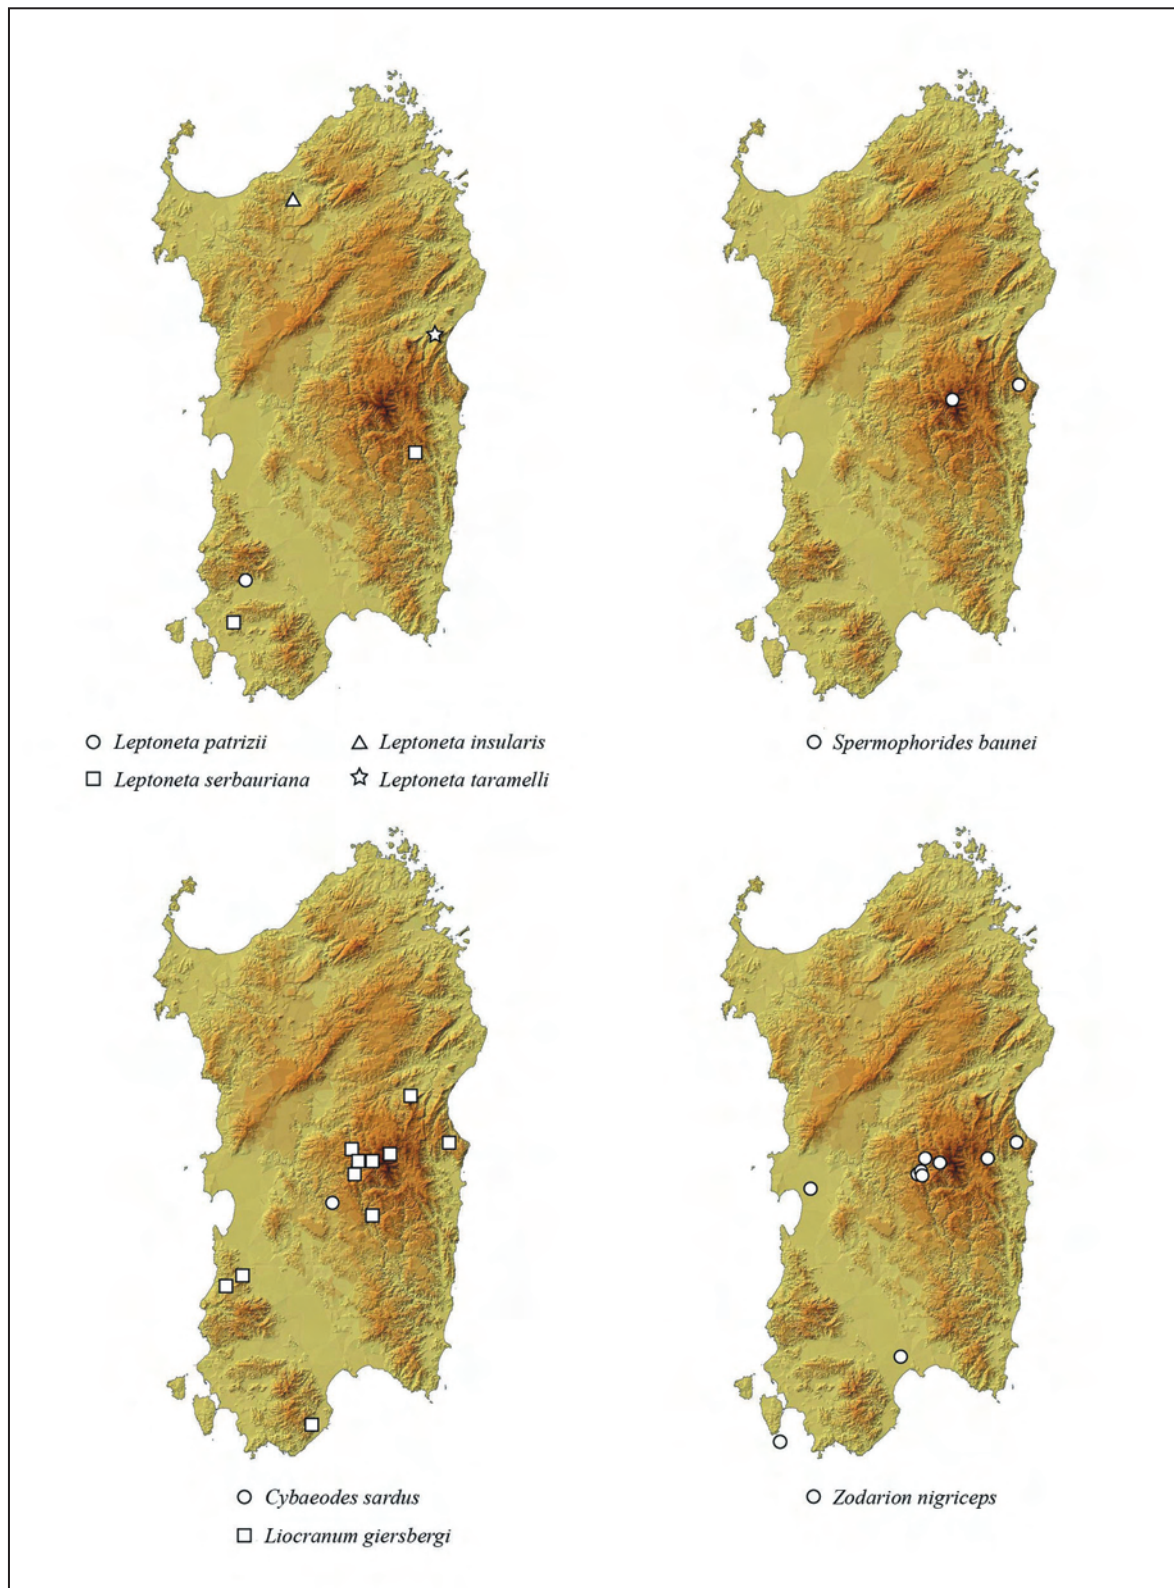 Leptoneta patrizii
Leptoneta insularis
Leptoneta serbauriana
Leptoneta taramelli
Spermophorides baunei
Cybaeodes sardus
Liocranum giersbergi
Zodarion nigriceps